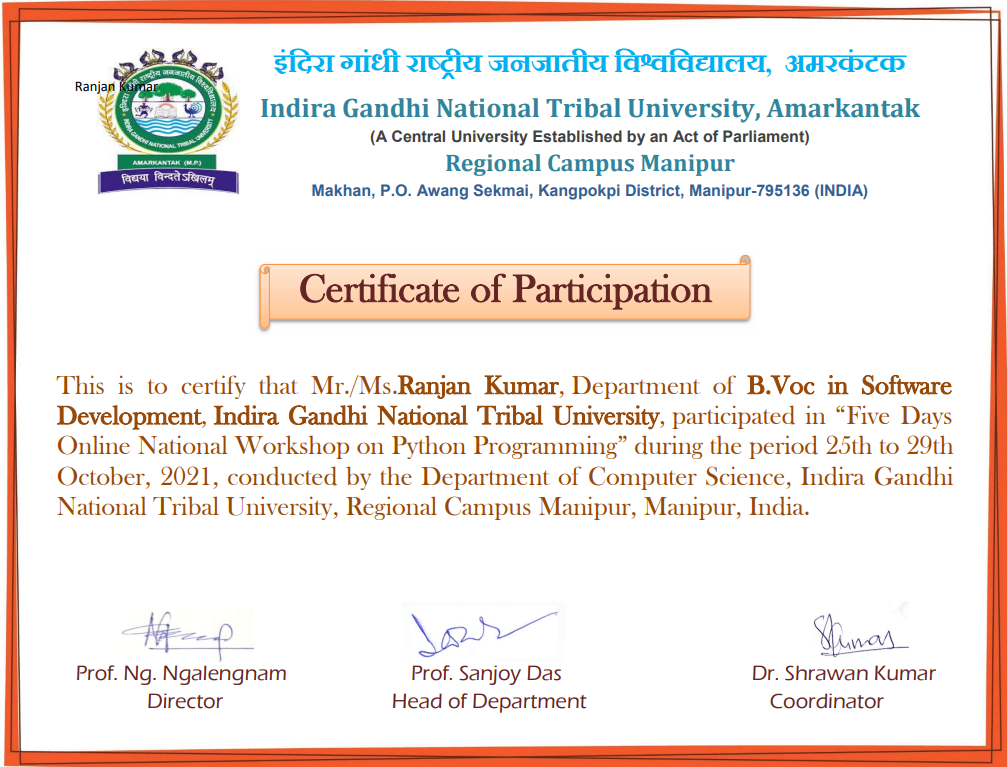 इंदिरा गांधी राष्ट्रीय जनजातीय विश्वविद्यालय, अमरकंटक
Ranjan Kumar
Indira Gandhi National Tribal University, Amarkantak
(A Central University Established by an Act of Parliament)
INDIRA GANDHI NATIONAL TRIBAL UNIVERSITY
AMARKANTAK (M.P.)
विद्यया विन्दतेऽखिलम्
Regional Campus Manipur
Makhan, P.O. Awang Sekmai, Kangpokpi District, Manipur-795136 (INDIA)
Certificate of Participation
This is to certify that Mr./Ms.Ranjan Kumar, Department of B.Voc in Software
Development, Indira Gandhi National Tribal University, participated in “Five Days
Online National Workshop on Python Programming” during the period 25th to 29th
October, 2021, conducted by the Department of Computer Science, Indira Gandhi
National Tribal University, Regional Campus Manipur, Manipur, India.
Prof. Ng. Ngalengnam
Director
Prof. Sanjoy Das
Head of Department
Dr. Shrawan Kumar
Coordinator